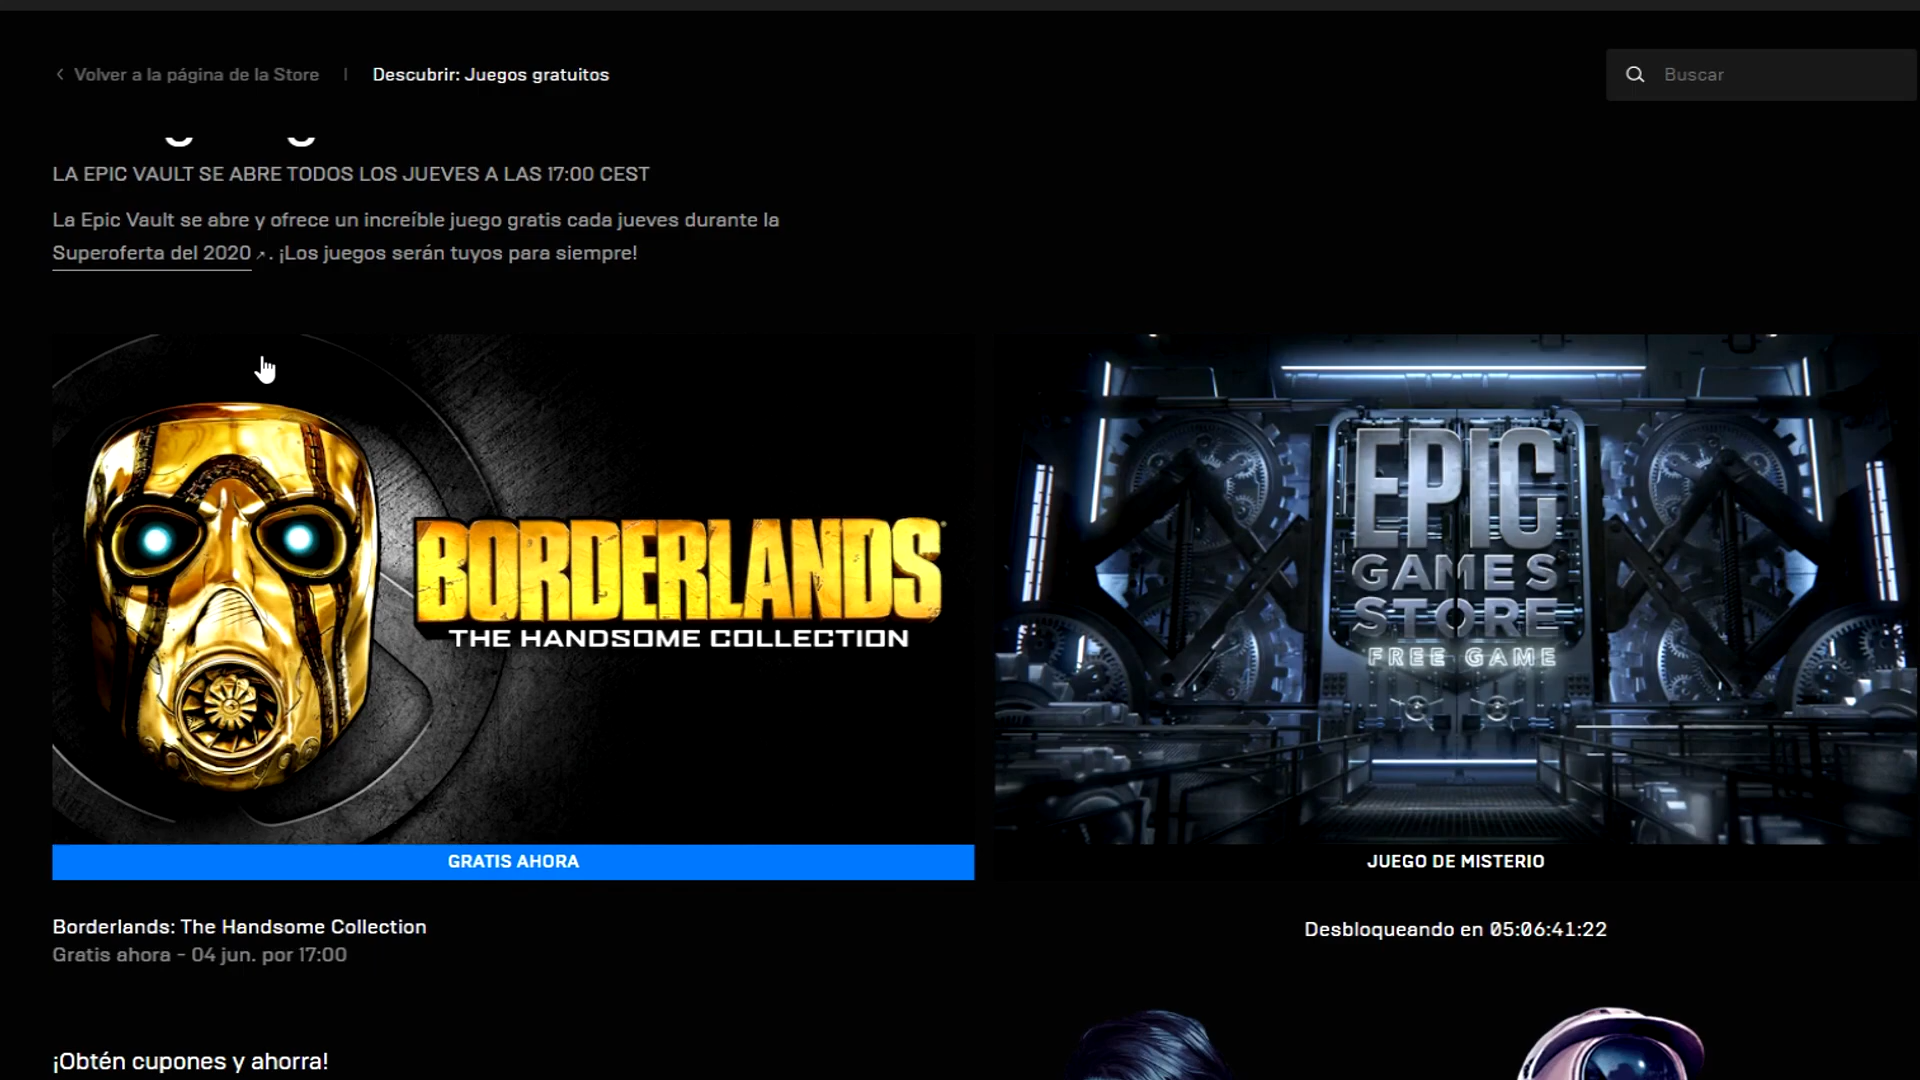 Volver a la página de la Store
Descubrir: Juegos gratuitos
Buscar
LA EPIC VAULT SE ABRE TODOS LOS JUEVES A LAS 17:00 CEST
La Epic Vault se abre y ofrece un increíble juego gratis cada jueves durante la
Superoferta del 2020. ¡Los juegos serán tuyos para siempre!
BORDERLANDS
THE HANDSOME COLLECTION
GRATIS AHORA
Borderlands: The Handsome Collection
Gratis ahora - 04 jun. por 17:00
EPIC
GAMES
STORE
FREE GAME
JUEGO DE MISTERIO
Desbloqueando en 05:06:41:22
¡Obtén cupones y ahorra!